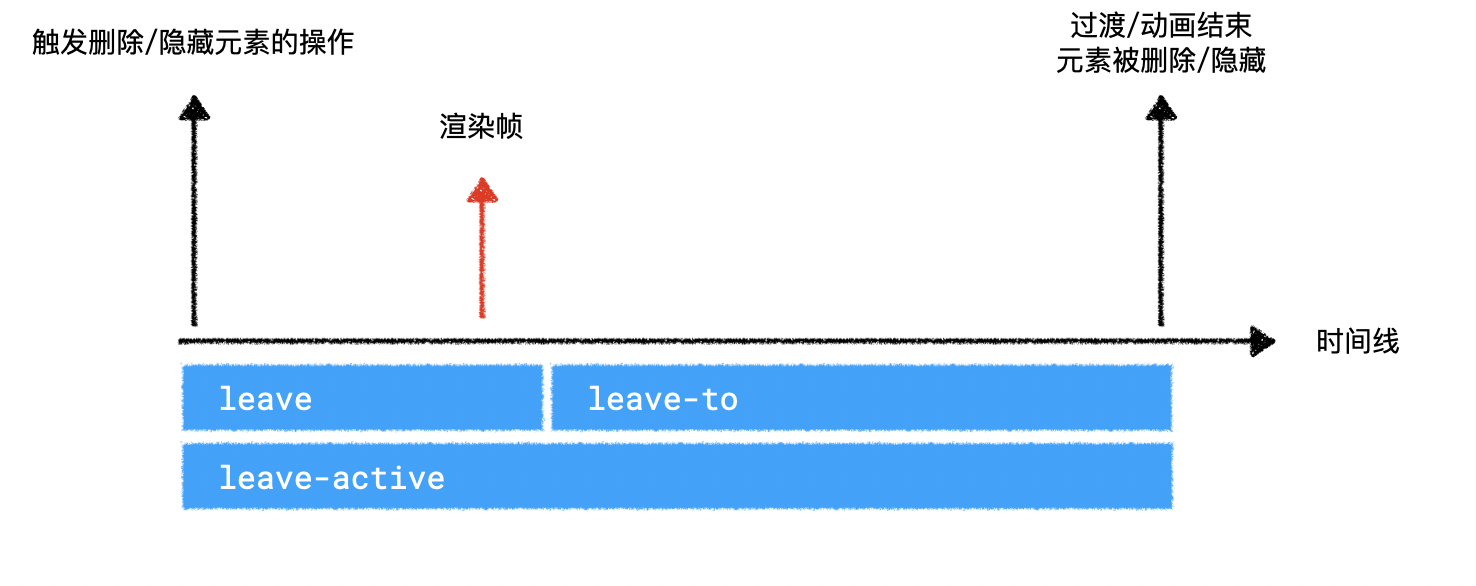 触发删除/隐藏元素的操作
过渡/动画结束
元素被删除/隐藏
渲染帧
时间线
leave
leave-to
leave-active